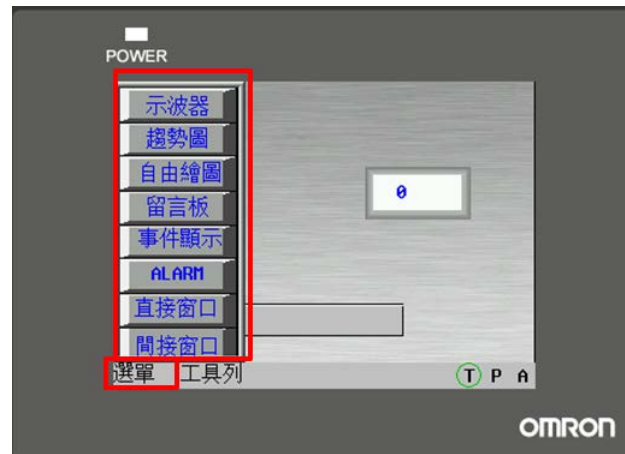 POWER
示波器
趨勢圖
自由繪圖
0
留言板
事件顯示
ALARM
直接窗口
間接窗口
選單 工具列 T P A
OMRON